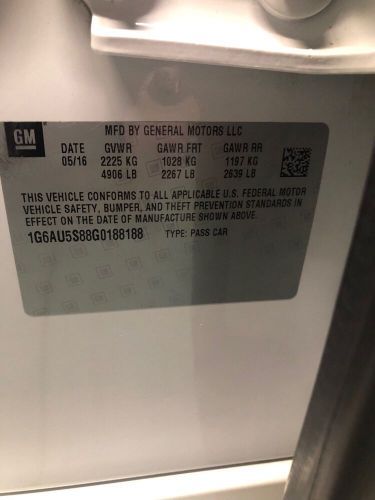 GM
MFD BY GENERAL MOTORS LLC
DATE GVWR GAWR FRT GAWR RR
05/16 2225 KG 1028 KG 1197 KG
4906 LB 2267 LB 2639 LB
THIS VEHICLE CONFORMS TO ALL APPLICABLE U.S. FEDERAL MOTOR
VEHICLE SAFETY, BUMPER, AND THEFT PREVENTION STANDARDS IN
EFFECT ON THE DATE OF MANUFACTURE SHOWN ABOVE.
1G6AU5S88G0188188 TYPE: PASS CAR